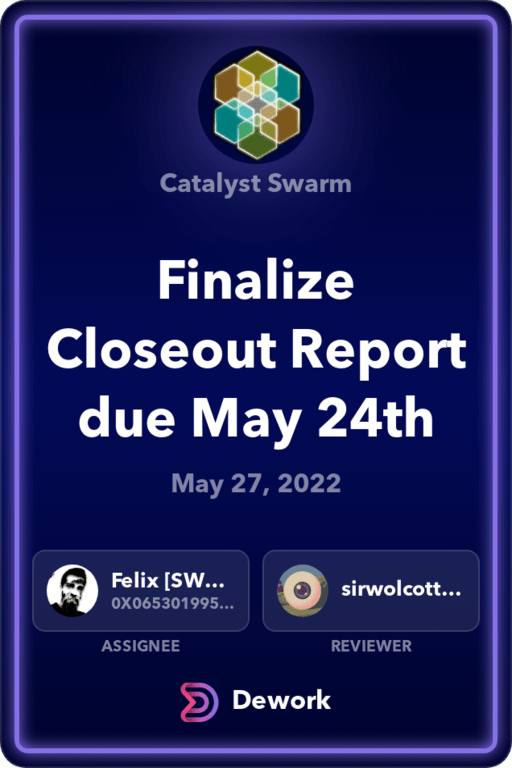 Catalyst Swarm
Finalize
Closeout Report
due May 24th
May 27, 2022
Felix [SW...
0X065301995...
sirwolcott...
ASSIGNEE
REVIEWER
Dework